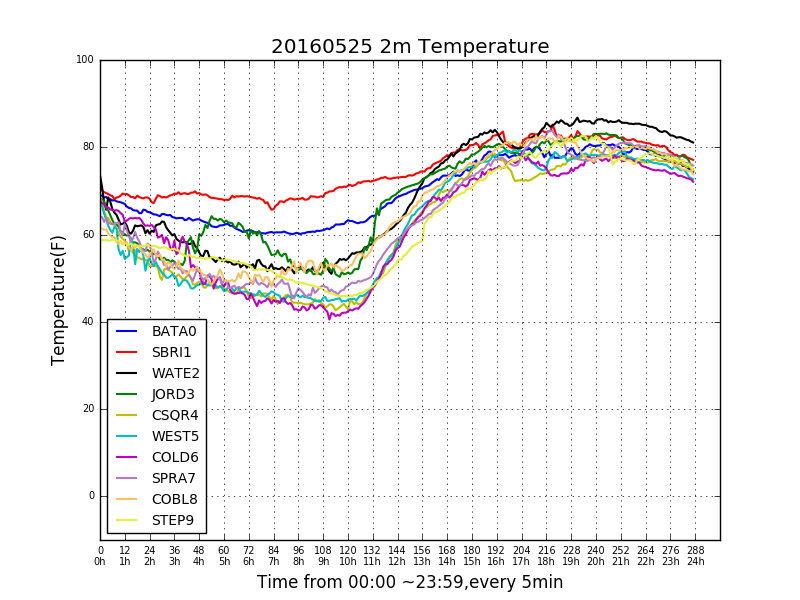 20160525 2m Temperature
100
80
60
40
20
0
Temperature(F)
BATA0
SBRI1
WATE2
JORD3
CSQR4
WEST5
COLD6
SPRA7
COBL8
STEP9
0 12 24 36 48 60 72 84 96 108 120 132 144 156 168 180 192 204 216 228 240 252 264 276 288
0h 1h 2h 3h 4h 5h 6h 7h 8h 9h 10h 11h 12h 13h 14h 15h 16h 17h 18h 19h 20h 21h 22h 23h 24h
Time from 00:00 ~23:59,every 5min